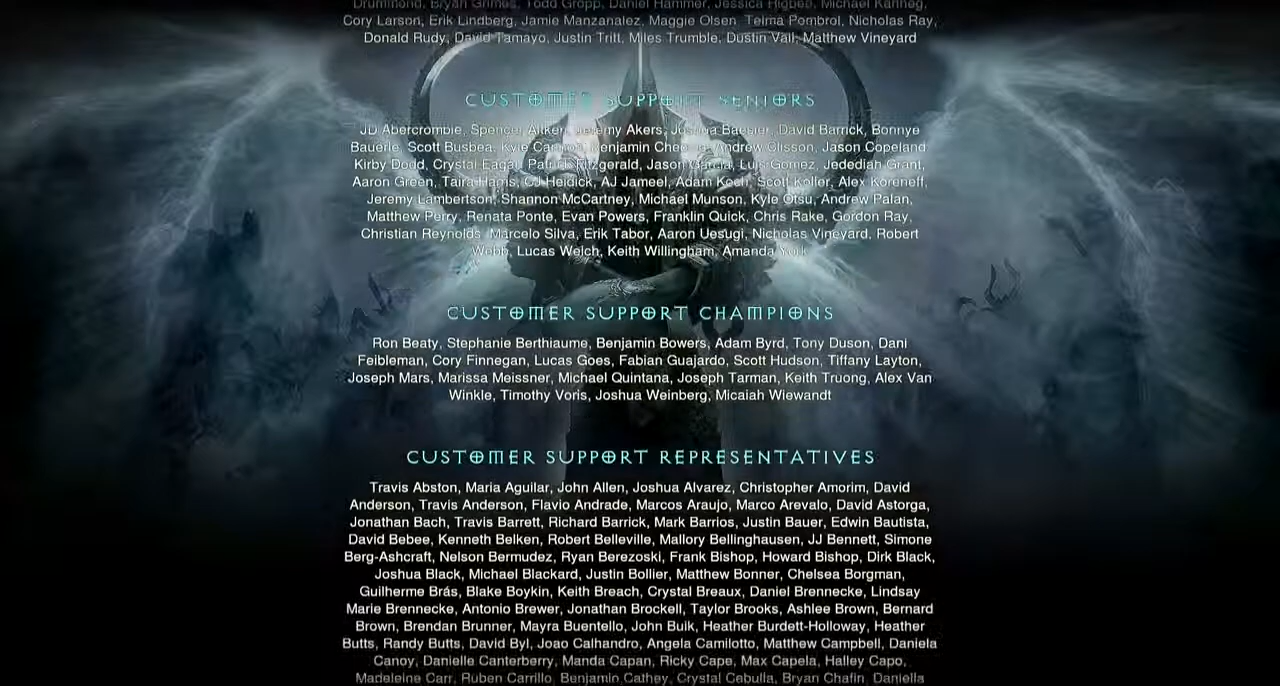 Drummond, Bryan Grimes, Todd Gropp, Daniel Hammer, Jessica Higbee, Michael Kanneg,
Cory Larson, Erik Lindberg, Jamie Manzanalez, Maggie Olsen, Telma Pombrol, Nicholas Ray,
Donald Rudy, David Tamayo, Justin Tritt, Miles Trumble, Dustin Vail, Matthew Vineyard
CUSTOMER SUPPORT SENIORS
JD Abercrombie, Spencer Aitken, Jeremy Akers, Joshua Baesler, David Barrick, Bonnye
Bauerle, Scott Busbea, Kyle Benjamin Andrew Clisson, Jason Copeland
Kirby Dodd, Crystal Eagan, Patrick Fitzgerald, Jason Garcia, Luis Gomez, Jedediah Grant,
Aaron Green, Taira Harris, CJ Heidick, AJ Jameel, Adam Koch, Scott Koller, Alex Koreneff,
Jeremy Lambertson, Shannon McCartney, Michael Munson, Kyle Otsu, Andrew Palan,
Matthew Perry, Renata Ponte, Evan Powers, Franklin Quick, Chris Rake, Gordon Ray,
Christian Reynolds, Marcelo Silva, Erik Tabor, Aaron Uesugi, Nicholas Vineyard, Robert
Webb, Lucas Welch, Keith Willingham, Amanda York
CUSTOMER SUPPORT CHAMPIONS
Ron Beaty, Stephanie Berthiaume, Benjamin Bowers, Adam Byrd, Tony Duson, Dani
Feibleman, Cory Finnegan, Lucas Goes, Fabian Guajardo, Scott Hudson, Tiffany Layton,
Joseph Mars, Marissa Meissner, Michael Quintana, Joseph Tarman, Keith Truong, Alex Van
Winkle, Timothy Voris, Joshua Weinberg, Micaiah Wiewandt
CUSTOMER SUPPORT REPRESENTATIVES
Travis Abston, Maria Aguilar, John Allen, Joshua Alvarez, Christopher Amorim, David
Anderson, Travis Anderson, Flavio Andrade, Marcos Araujo, Marco Arevalo, David Astorga,
Jonathan Bach, Travis Barrett, Richard Barrick, Mark Barrios, Justin Bauer, Edwin Bautista,
David Bebee, Kenneth Belken, Robert Belleville, Mallory Bellinghausen, JJ Bennett, Simone
Berg-Ashcraft, Nelson Bermudez, Ryan Berezoski, Frank Bishop, Howard Bishop, Dirk Black,
Joshua Black, Michael Blackard, Justin Bollier, Matthew Bonner, Chelsea Borgman,
Guilherme Brás, Blake Boykin, Keith Breach, Crystal Breaux, Daniel Brennecke, Lindsay
Marie Brennecke, Antonio Brewer, Jonathan Brockell, Taylor Brooks, Ashlee Brown, Bernard
Brown, Brendan Brunner, Mayra Buentello, John Buik, Heather Burdett-Holloway, Heather
Butts, Randy Butts, David Byl, Joao Calhandro, Angela Camilotto, Matthew Campbell, Daniela
Canoy, Danielle Canterberry, Manda Capan, Ricky Cape, Max Capela, Halley Capo,
Madeleine Carr, Ruben Carrillo, Benjamin Cathey, Crystal Cebulla, Bryan Chafin, Daniella